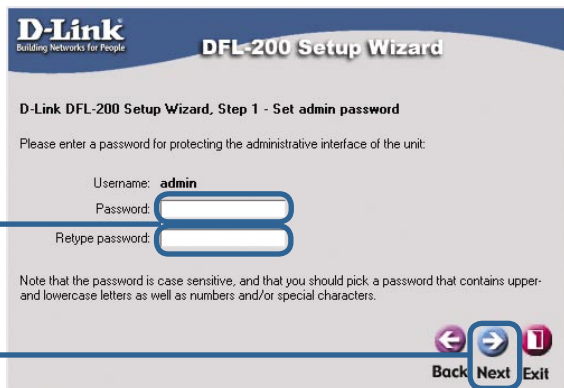 D-Link
Building Networks for People
DFL-200 Setup Wizard
D-Link DFL-200 Setup Wizard, Step 1 - Set admin password
Please enter a password for protecting the administrative interface of the unit:
Username: admin
Password:
Retype password:
Note that the password is case sensitive, and that you should pick a password that contains upper-
and lowercase letters as well as numbers and/or special characters.
Back Next Exit